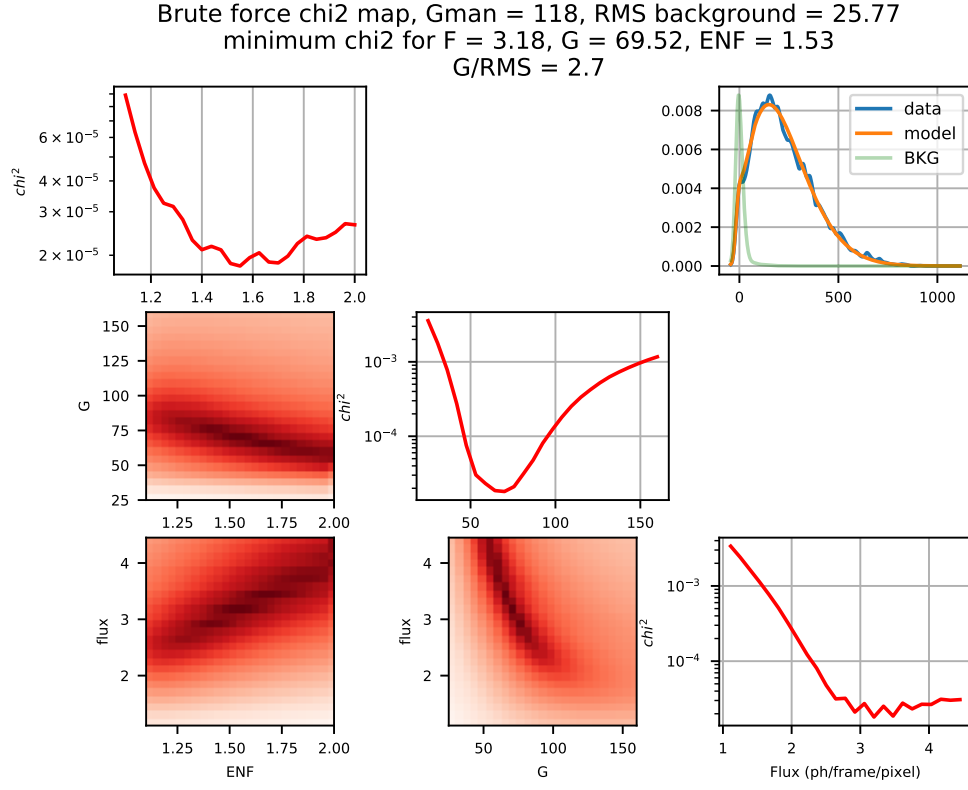 Brute force chi2 map, Gman = 118, RMS background = 25.77
minimum chi2 for F = 3.18, G = 69.52, ENF = 1.53
G/RMS = 2.7
chi²
6 × 10⁻⁵
4 × 10⁻⁵
3 × 10⁻⁵
2 × 10⁻⁵
1.2 1.4 1.6 1.8 2.0
0.008
0.006
0.004
0.002
0.000
0 500 1000
data
model
BKG
G
150
125
100
75
50
25
1.25 1.50 1.75 2.00
chi²
10⁻³
10⁻⁴
50 100 150
flux
4
3
2
1.25 1.50 1.75 2.00
ENF
flux
4
3
2
50 100 150
G
chi²
10⁻³
10⁻⁴
1 2 3 4
Flux (ph/frame/pixel)